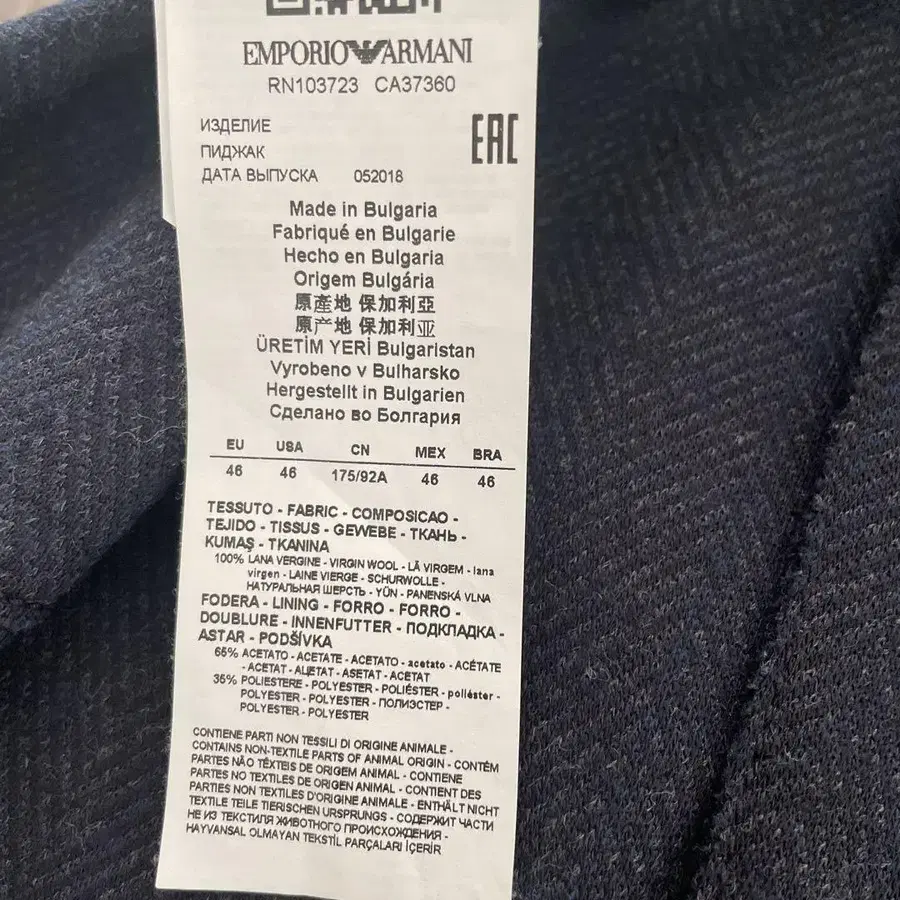 EMPORIO ARMANI
RN103723 CA37360
ИЗДЕЛИЕ
EAC
ПИДЖАК
ДАТА ВЫПУСКА 052018
Made in Bulgaria
Fabriqué en Bulgarie
Hecho en Bulgaria
Origem Bulgária
原產地 保加利亞
原产地 保加利亚
ÜRETİM YERİ Bulgaristan
Vyrobeno v Bulharsko
Hergestellt in Bulgarien
Сделано во Болгария
EU USA CN MEX BRA
46 46 175/92A 46 46
TESSUTO - FABRIC - COMPOSICAO -
TEJIDO - TISSUS - GEWEBE - ТКАНЬ -
KUMAŞ - TKANINA
100% LANA VERGINE - VIRGIN WOOL - LÃ VIRGEM - lana
virgen - LAINE VIERGE - SCHURWOLLE -
НАТУРАЛЬНАЯ ШЕРСТЬ - YÜN - PANENSKÁ VLNA
FODERA - LINING - FORRO - FORRO -
DOUBLURE - INNENFUTTER - ПОДКЛАДКА -
ASTAR - PODŠÍVKA
65% ACETATO - ACETATE - ACETATO - acetato - ACÉTATE
- ACETAT - АЦЕТАТ - ASETAT - ACETÁT
35% POLIESTERE - POLYESTER - POLIÉSTER - poliéster -
POLYESTER - POLYESTER - ПОЛИЭСТЕР -
POLYESTER - POLYESTER
CONTIENE PARTI NON TESSILI DI ORIGINE ANIMALE -
CONTAINS NON-TEXTILE PARTS OF ANIMAL ORIGIN - CONTÉM
PARTES NÃO TÊXTEIS DE ORIGEM ANIMAL - CONTIENE
PARTES NO TEXTILES DE ORIGEN ANIMAL - CONTIENT DES
PARTIES NON TEXTILES D'ORIGINE ANIMALE - ENTHÄLT NICHT
TEXTILE TEILE TIERISCHEN URSPRUNGS - СОДЕРЖИТ ЧАСТИ
НЕ ИЗ ТЕКСТИЛЯ ЖИВОТНОГО ПРОИСХОЖДЕНИЯ -
HAYVANSAL OLMAYAN TEKSTİL PARÇALARI İÇERİR